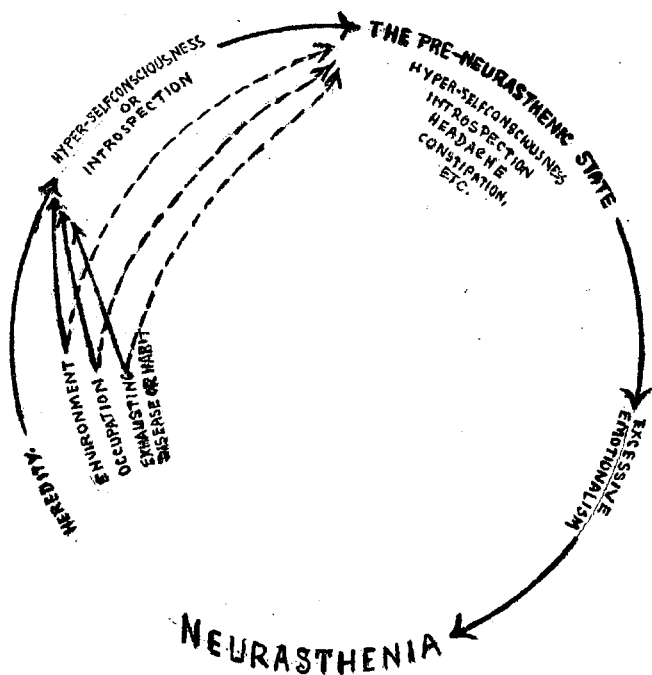 HYPER-SELFCONSCIOUSNESS
OR
INTROSPECTION
THE PRE-NEURASTHENIC STATE
HYPER-SELFCONSCIOUSNESS
INTROSPECTION
HEADACHE
CONSTIPATION,
ETC.
EXCESSIVE
EMOTIONALISM
NEURASTHENIA
HEREDITY.
ENVIRONMENT
OCCUPATION
EXHAUSTING
DISEASE OR HABIT